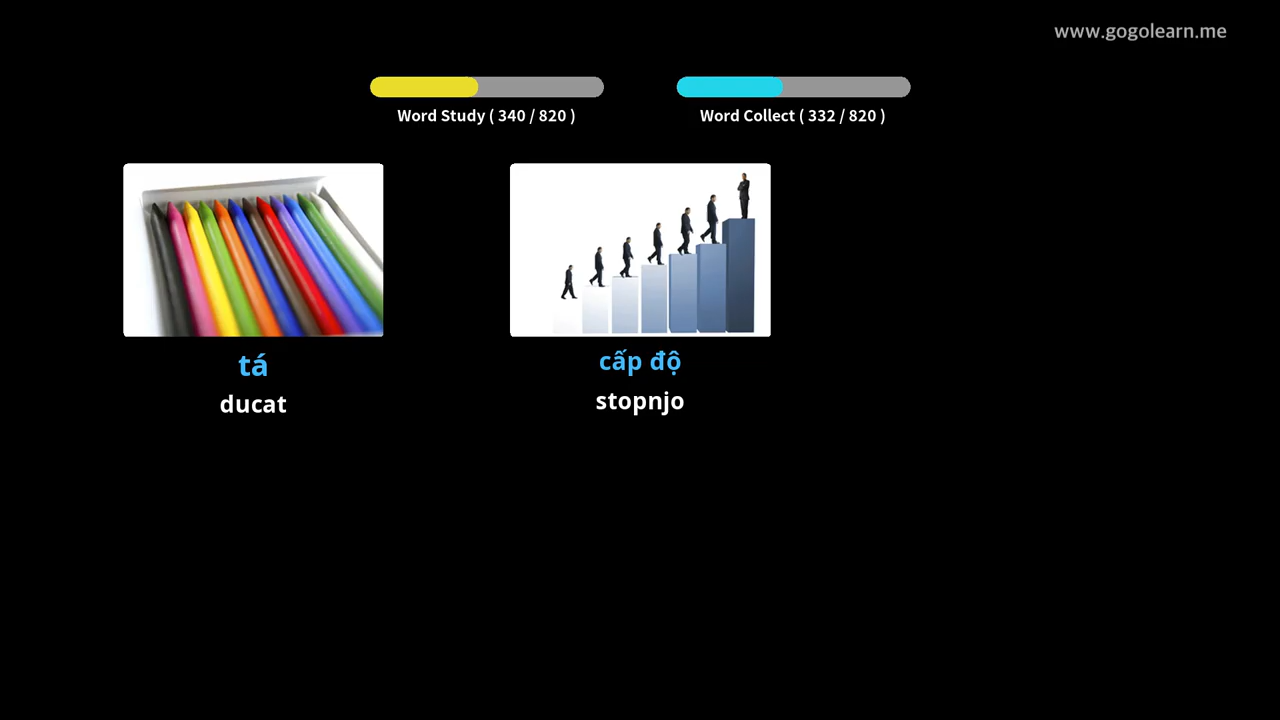 www.gogolearn.me
Word Study ( 340 / 820 )
Word Collect ( 332 / 820 )
tá
ducat
cấp độ
stopnjo